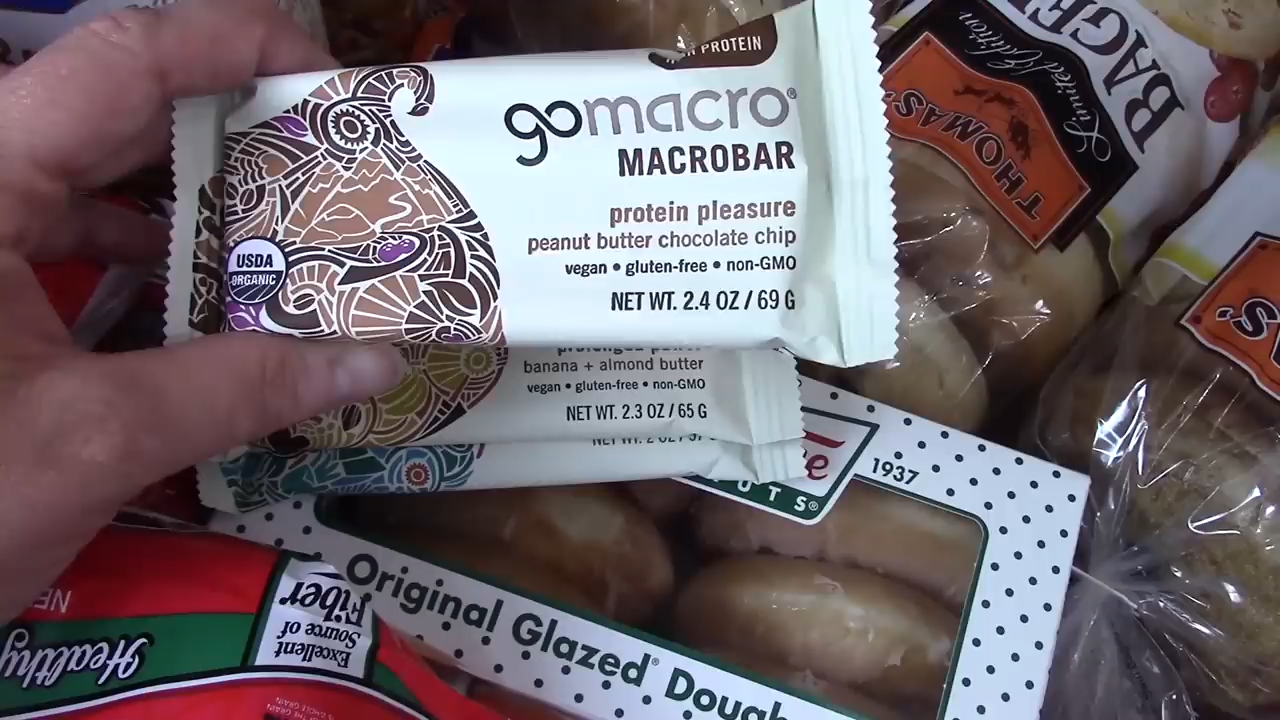 PROTEIN
gomacro®
MACROBAR
protein pleasure
peanut butter chocolate chip
vegan • gluten-free • non-GMO
NET WT. 2.4 OZ / 69 G
USDA
ORGANIC
banana + almond butter
vegan • gluten-free • non-GMO
NET WT. 2.3 OZ / 65 G
1937
Original Glazed® Dough
Excellent
Source of
Fiber
Healthy
THOMAS'
Limited Edition
BAGE
'S